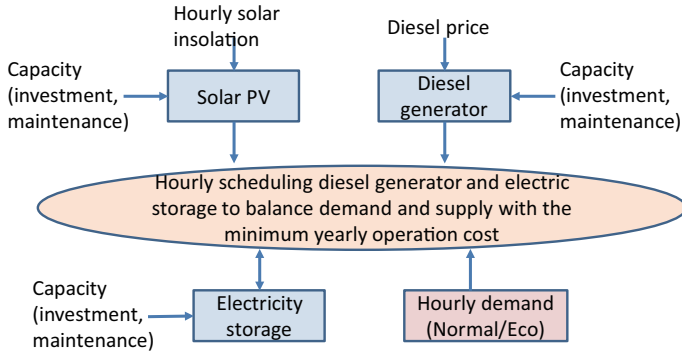 Hourly solar
insolation
Diesel price
Capacity
(investment,
maintenance)
Solar PV
Diesel
generator
Capacity
(investment,
maintenance)
Hourly scheduling diesel generator and electric
storage to balance demand and supply with the
minimum yearly operation cost
Capacity
(investment,
maintenance)
Electricity
storage
Hourly demand
(Normal/Eco)